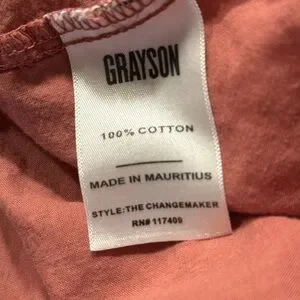 GRAYSON
100% COTTON
MADE IN MAURITIUS
STYLE:THE CHANGEMAKER
RN# 117409